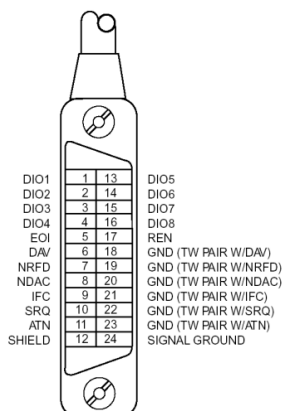 DIO1 1 13 DIO5
DIO2 2 14 DIO6
DIO3 3 15 DIO7
DIO4 4 16 DIO8
EOI 5 17 REN
DAV 6 18 GND (TW PAIR W/DAV)
NRFD 7 19 GND (TW PAIR W/NRFD)
NDAC 8 20 GND (TW PAIR W/NDAC)
IFC 9 21 GND (TW PAIR W/IFC)
SRQ 10 22 GND (TW PAIR W/SRQ)
ATN 11 23 GND (TW PAIR W/ATN)
SHIELD 12 24 SIGNAL GROUND